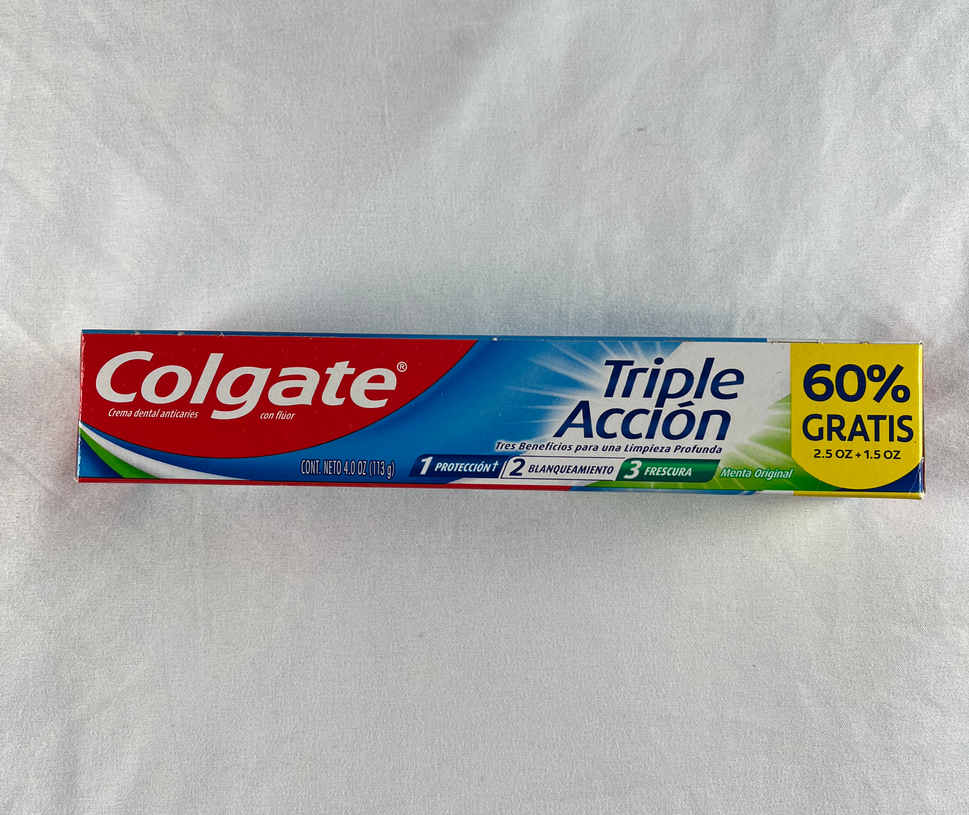 Colgate®
Crema dental anticaries con flúor
CONT. NETO 4.0 OZ (113 g)
Triple
Acción
Tres Beneficios para una Limpieza Profunda
1 PROTECCIÓN† 2 BLANQUEAMIENTO 3 FRESCURA
Menta Original
60%
GRATIS
2.5 OZ + 1.5 OZ